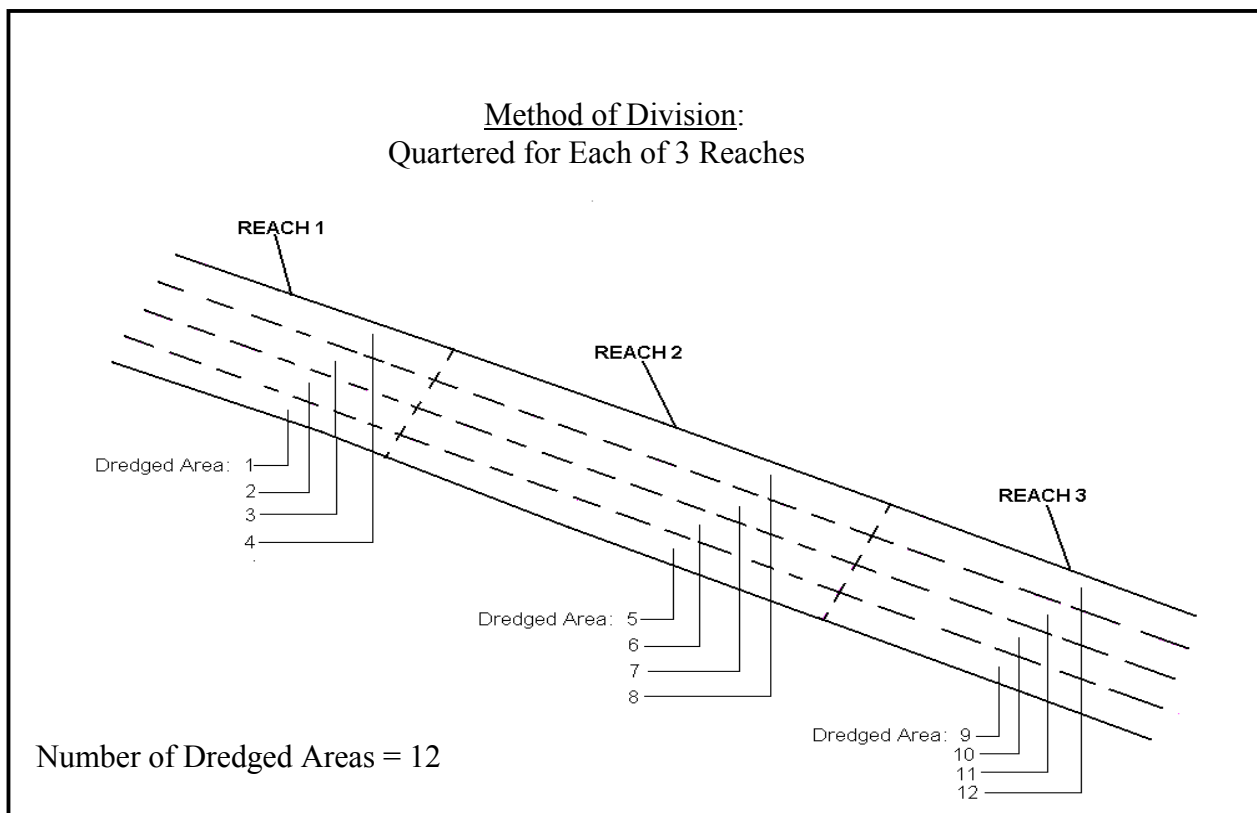 Method of Division:
Quartered for Each of 3 Reaches
REACH 1
REACH 2
REACH 3
Dredged Area: 1
2
3
4
Dredged Area: 5
6
7
8
Dredged Area: 9
10
11
12
Number of Dredged Areas = 12